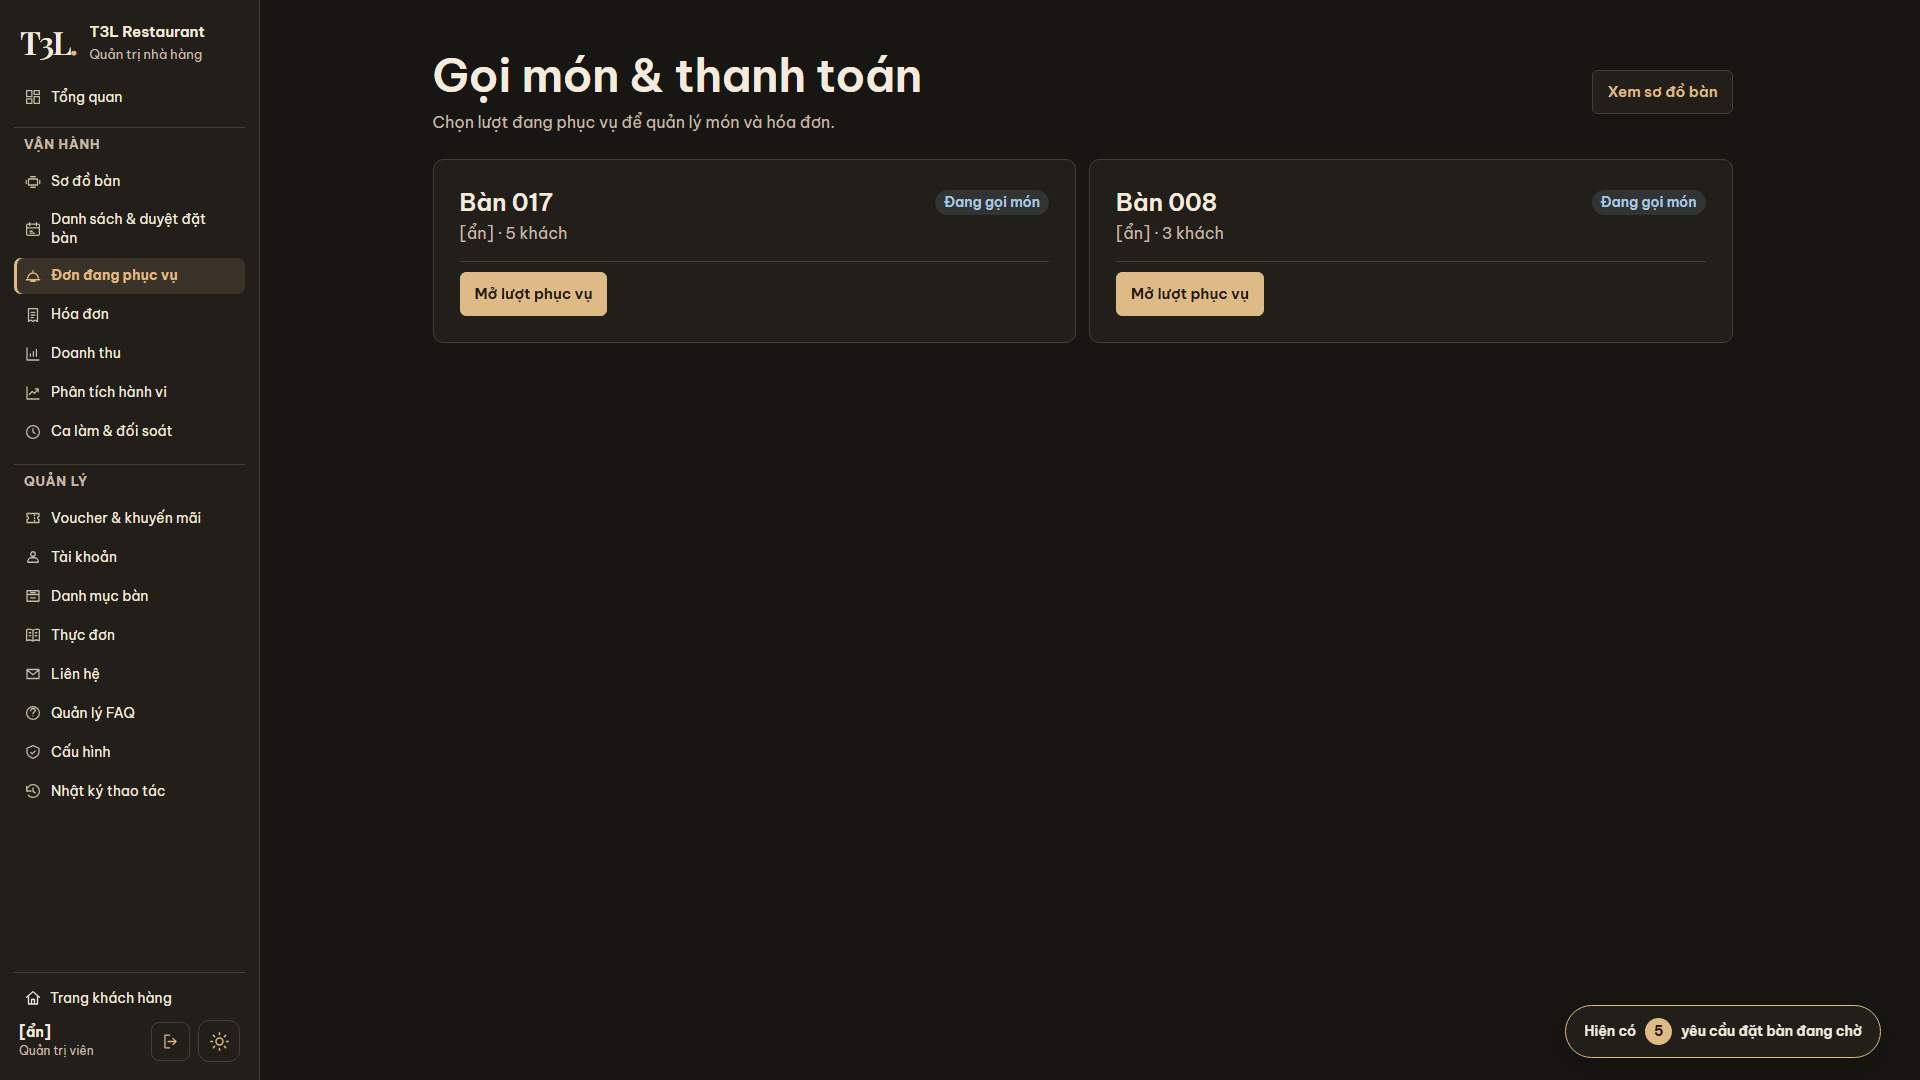 T3L.
T3L Restaurant
Quản trị nhà hàng
Tổng quan
VẬN HÀNH
Sơ đồ bàn
Danh sách & duyệt đặt
bàn
Đơn đang phục vụ
Hóa đơn
Doanh thu
Phân tích hành vi
Ca làm & đối soát
QUẢN LÝ
Voucher & khuyến mãi
Tài khoản
Danh mục bàn
Thực đơn
Liên hệ
Quản lý FAQ
Cấu hình
Nhật ký thao tác
Trang khách hàng
[ẩn]
Quản trị viên
Gọi món & thanh toán
Chọn lượt đang phục vụ để quản lý món và hóa đơn.
Xem sơ đồ bàn
Bàn 017
Đang gọi món
[ẩn] · 5 khách
Mở lượt phục vụ
Bàn 008
Đang gọi món
[ẩn] · 3 khách
Mở lượt phục vụ
Hiện có 5 yêu cầu đặt bàn đang chờ